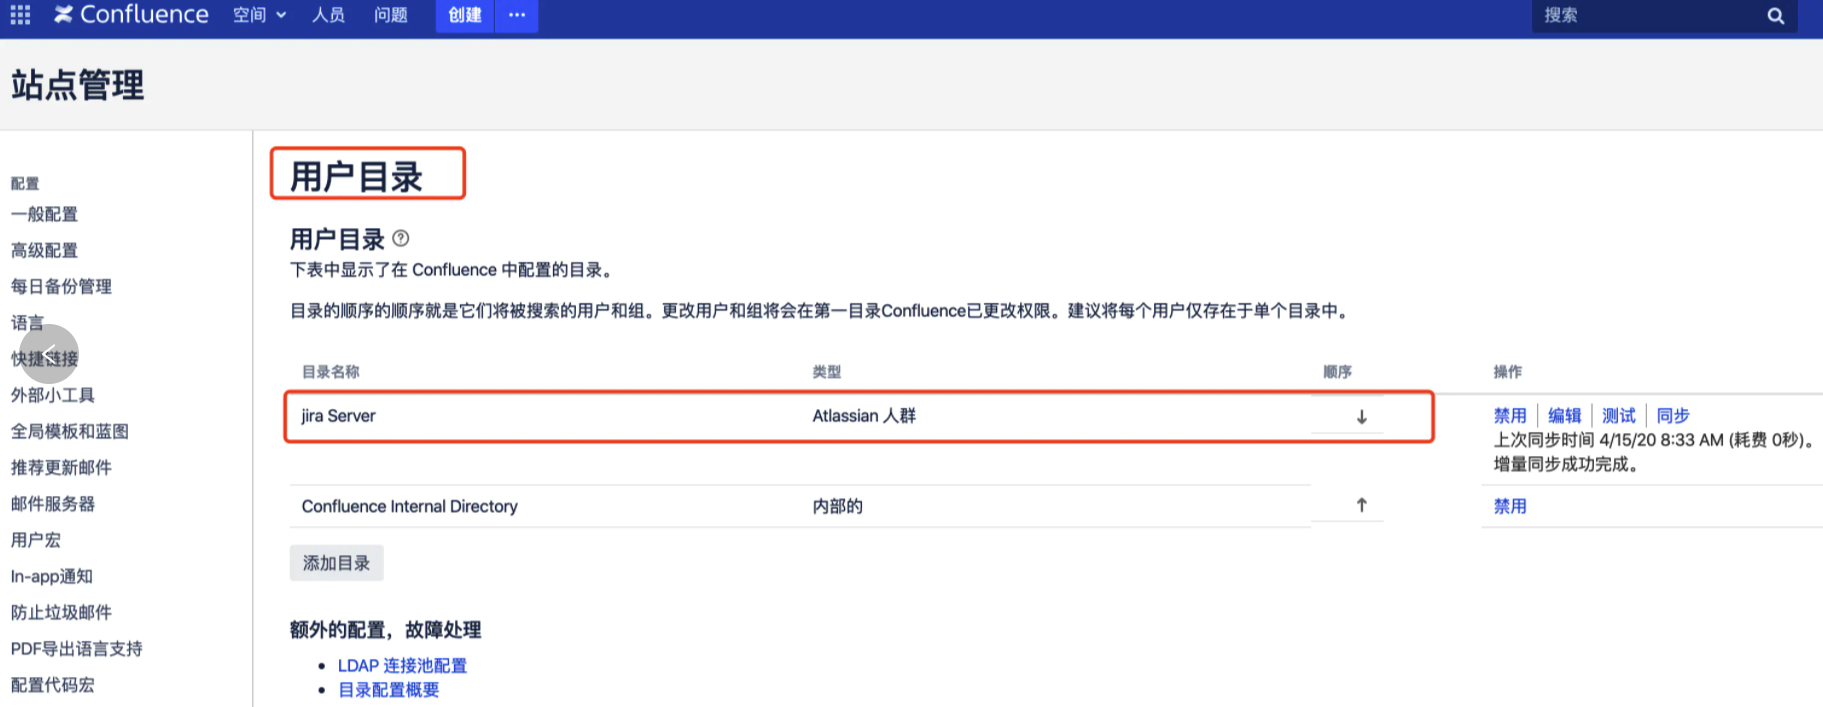 Confluence 空间 人员 问题 创建 ··· 搜索
站点管理
用户目录
配置
一般配置
高级配置
每日备份管理
语言
快捷链接
外部小工具
全局模板和蓝图
推荐更新邮件
邮件服务器
用户宏
In-app通知
防止垃圾邮件
PDF导出语言支持
配置代码宏
用户目录
下表中显示了在 Confluence 中配置的目录。
目录的顺序的顺序就是它们将被搜索的用户和组。更改用户和组将会在第一目录Confluence已更改权限。建议将每个用户仅存在于单个目录中。
目录名称 类型 顺序 操作
jira Server Atlassian 人群 禁用 编辑 测试 同步
上次同步时间 4/15/20 8:33 AM (耗费 0秒)。
增量同步成功完成。
Confluence Internal Directory 内部的 禁用
添加目录
额外的配置，故障处理
LDAP 连接池配置
目录配置概要